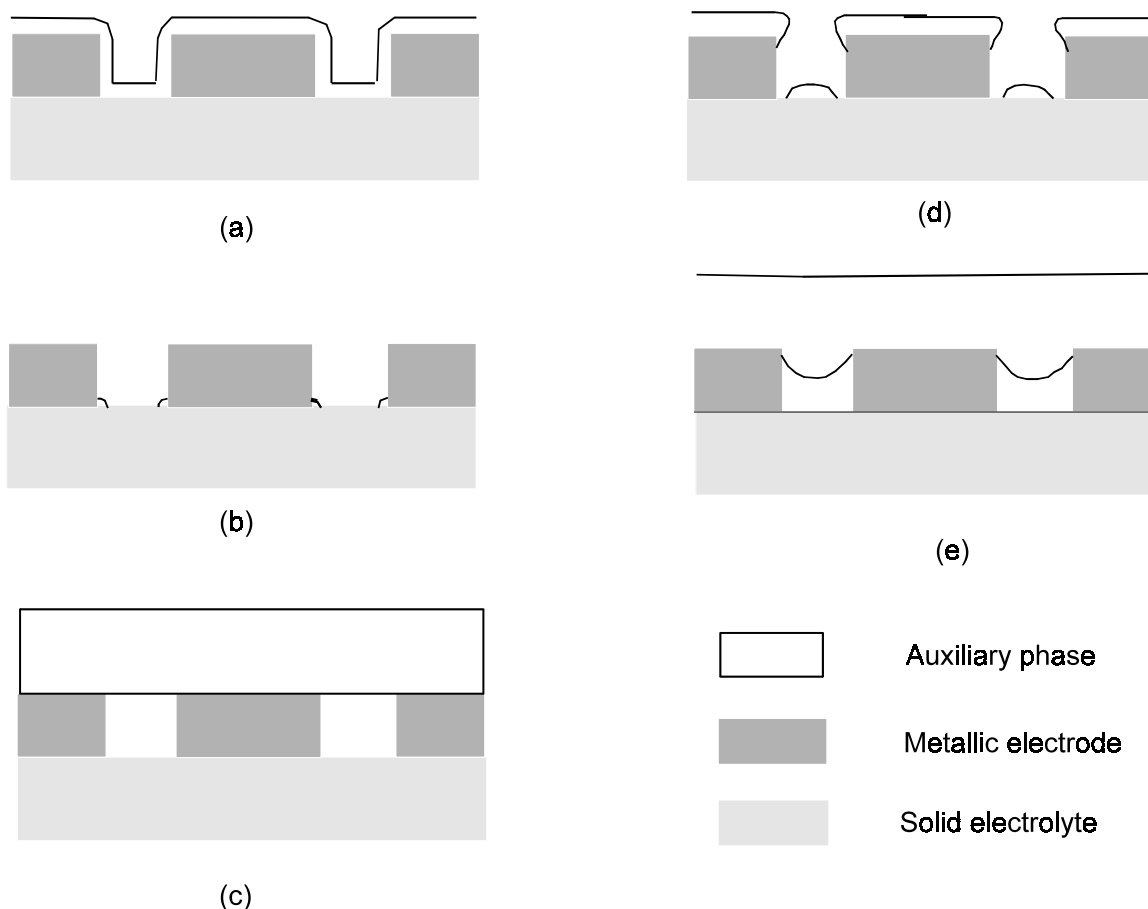 (a)
(d)
(b)
(e)
(c)
Auxiliary phase
Metallic electrode
Solid electrolyte